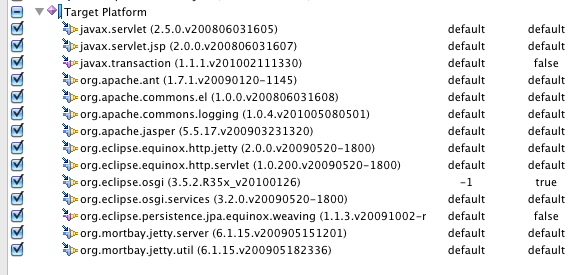 Target Platform
javax.servlet (2.5.0.v200806031605) default default
javax.servlet.jsp (2.0.0.v200806031607) default default
javax.transaction (1.1.1.v201002111330) default false
org.apache.ant (1.7.1.v20090120-1145) default default
org.apache.commons.el (1.0.0.v200806031608) default default
org.apache.commons.logging (1.0.4.v201005080501) default default
org.apache.jasper (5.5.17.v200903231320) default default
org.eclipse.equinox.http.jetty (2.0.0.v20090520-1800) default default
org.eclipse.equinox.http.servlet (1.0.200.v20090520-1800) default default
org.eclipse.osgi (3.5.2.R35x_v20100126) -1 true
org.eclipse.osgi.services (3.2.0.v20090520-1800) default default
org.eclipse.persistence.jpa.equinox.weaving (1.1.3.v20091002-r default false
org.mortbay.jetty.server (6.1.15.v200905151201) default default
org.mortbay.jetty.util (6.1.15.v200905182336) default default